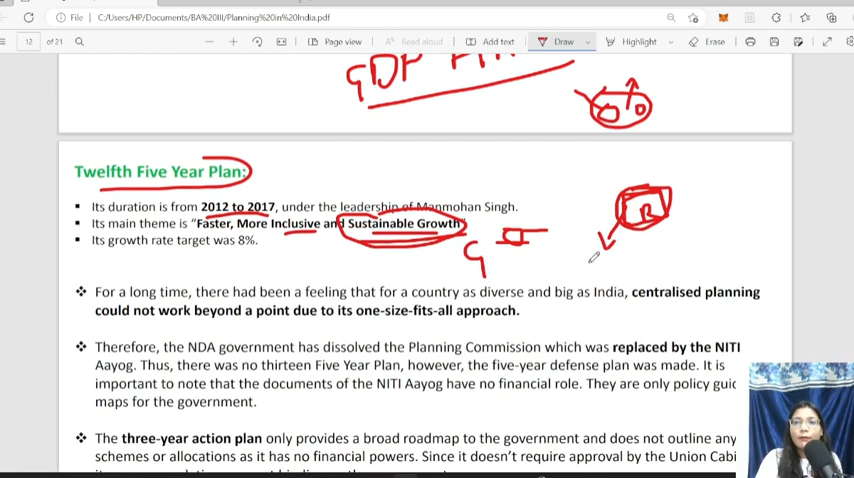 File | C:/Users/HP/Documents/BA%20III/Planning%20in%20India.pdf
12 of 21
Page view
Read aloud
Add text
Draw
Highlight
Erase
GDP
Twelfth Five Year Plan:
▪ Its duration is from 2012 to 2017, under the leadership of Manmohan Singh.
▪ Its main theme is “Faster, More Inclusive and Sustainable Growth”
▪ Its growth rate target was 8%.
R
G
❖ For a long time, there had been a feeling that for a country as diverse and big as India, centralised planning
could not work beyond a point due to its one-size-fits-all approach.
❖ Therefore, the NDA government has dissolved the Planning Commission which was replaced by the NITI
Aayog. Thus, there was no thirteen Five Year Plan, however, the five-year defense plan was made. It is
important to note that the documents of the NITI Aayog have no financial role. They are only policy guid
maps for the government.
❖ The three-year action plan only provides a broad roadmap to the government and does not outline any
schemes or allocations as it has no financial powers. Since it doesn't require approval by the Union Cabi